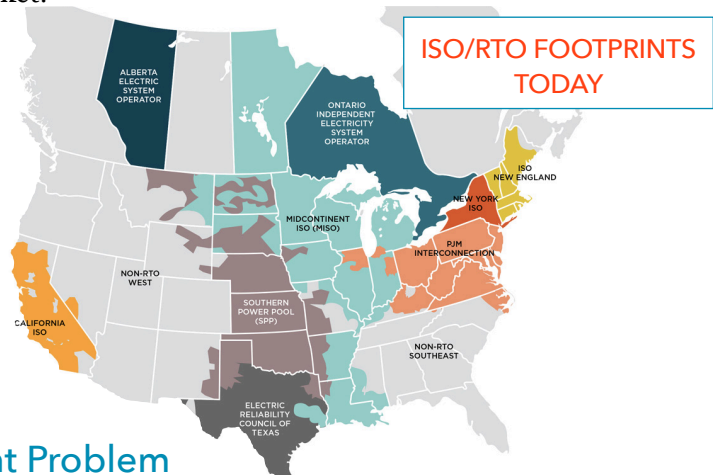 ISO/RTO FOOTPRINTS
TODAY
ALBERTA
ELECTRIC
SYSTEM
OPERATOR
ONTARIO
INDEPENDENT
ELECTRICITY
SYSTEM
OPERATOR
ISO
NEW ENGLAND
NEW YORK
ISO
MIDCONTINENT
ISO (MISO)
PJM
INTERCONNECTION
NON-RTO
WEST
SOUTHERN
POWER POOL
(SPP)
CALIFORNIA
ISO
NON-RTO
SOUTHEAST
ELECTRIC
RELIABILITY
COUNCIL OF
TEXAS
nt Problem